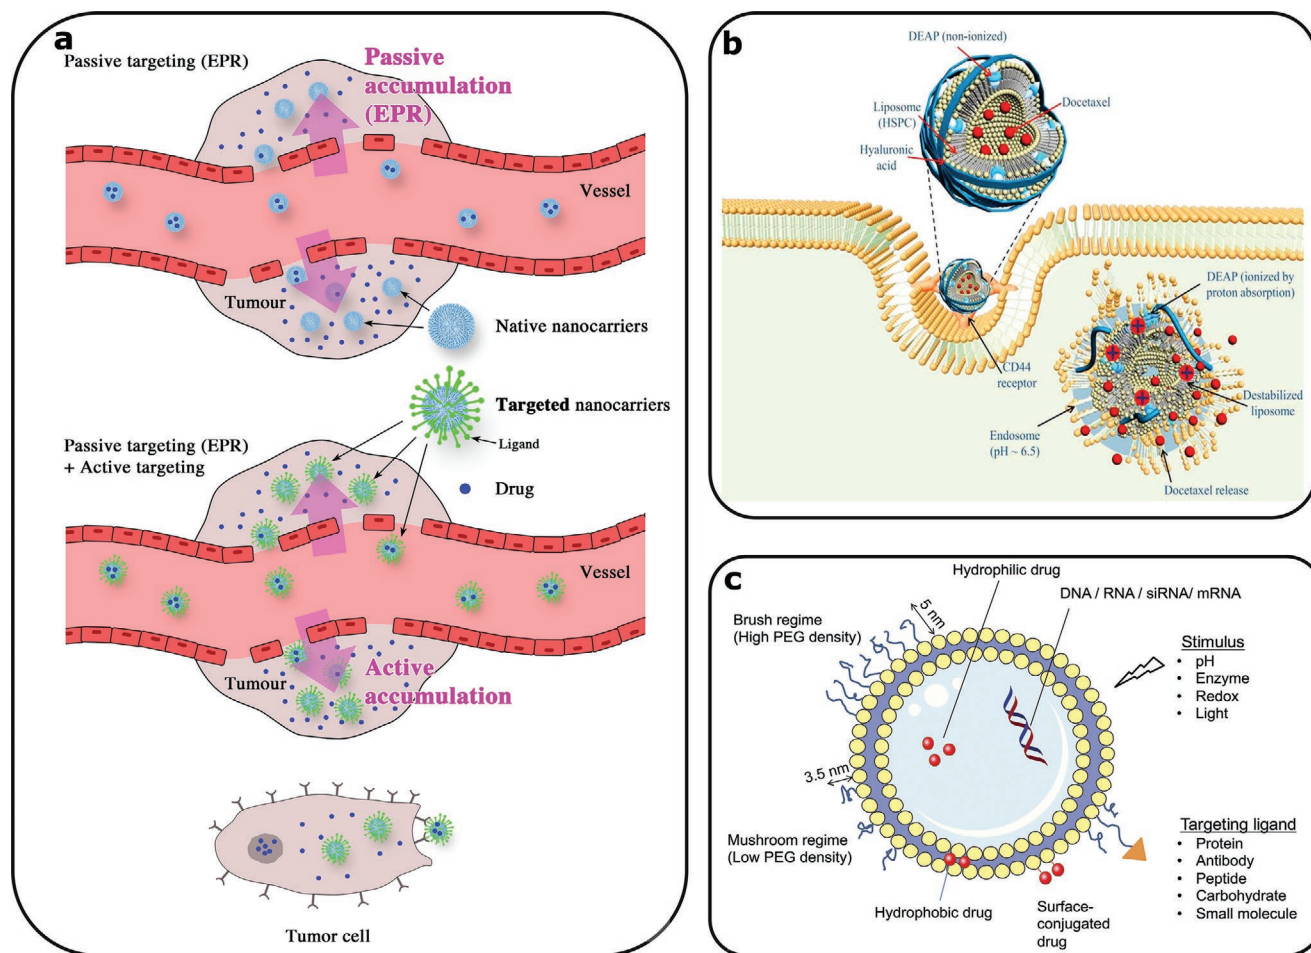 a
Passive targeting (EPR)
Passive
accumulation
(EPR)
Vessel
Tumour
Native nanocarriers
Targeted nanocarriers
Ligand
Passive targeting (EPR)
+ Active targeting
Drug
Vessel
Tumour
Active
accumulation
Tumor cell
b
DEAP (non-ionized)
Liposome
(HSPC)
Docetaxel
Hyaluronic
acid
DEAP (ionized by
proton absorption)
CD44
receptor
Destabilized
liposome
Endosome
(pH ~ 6.5)
Docetaxel release
c
Hydrophilic drug
DNA / RNA / siRNA/ mRNA
Brush regime
(High PEG density)
5 nm
Stimulus
• pH
• Enzyme
• Redox
• Light
3.5 nm
Mushroom regime
(Low PEG density)
Targeting ligand
• Protein
• Antibody
• Peptide
• Carbohydrate
• Small molecule
Hydrophobic drug
Surface-
conjugated
drug